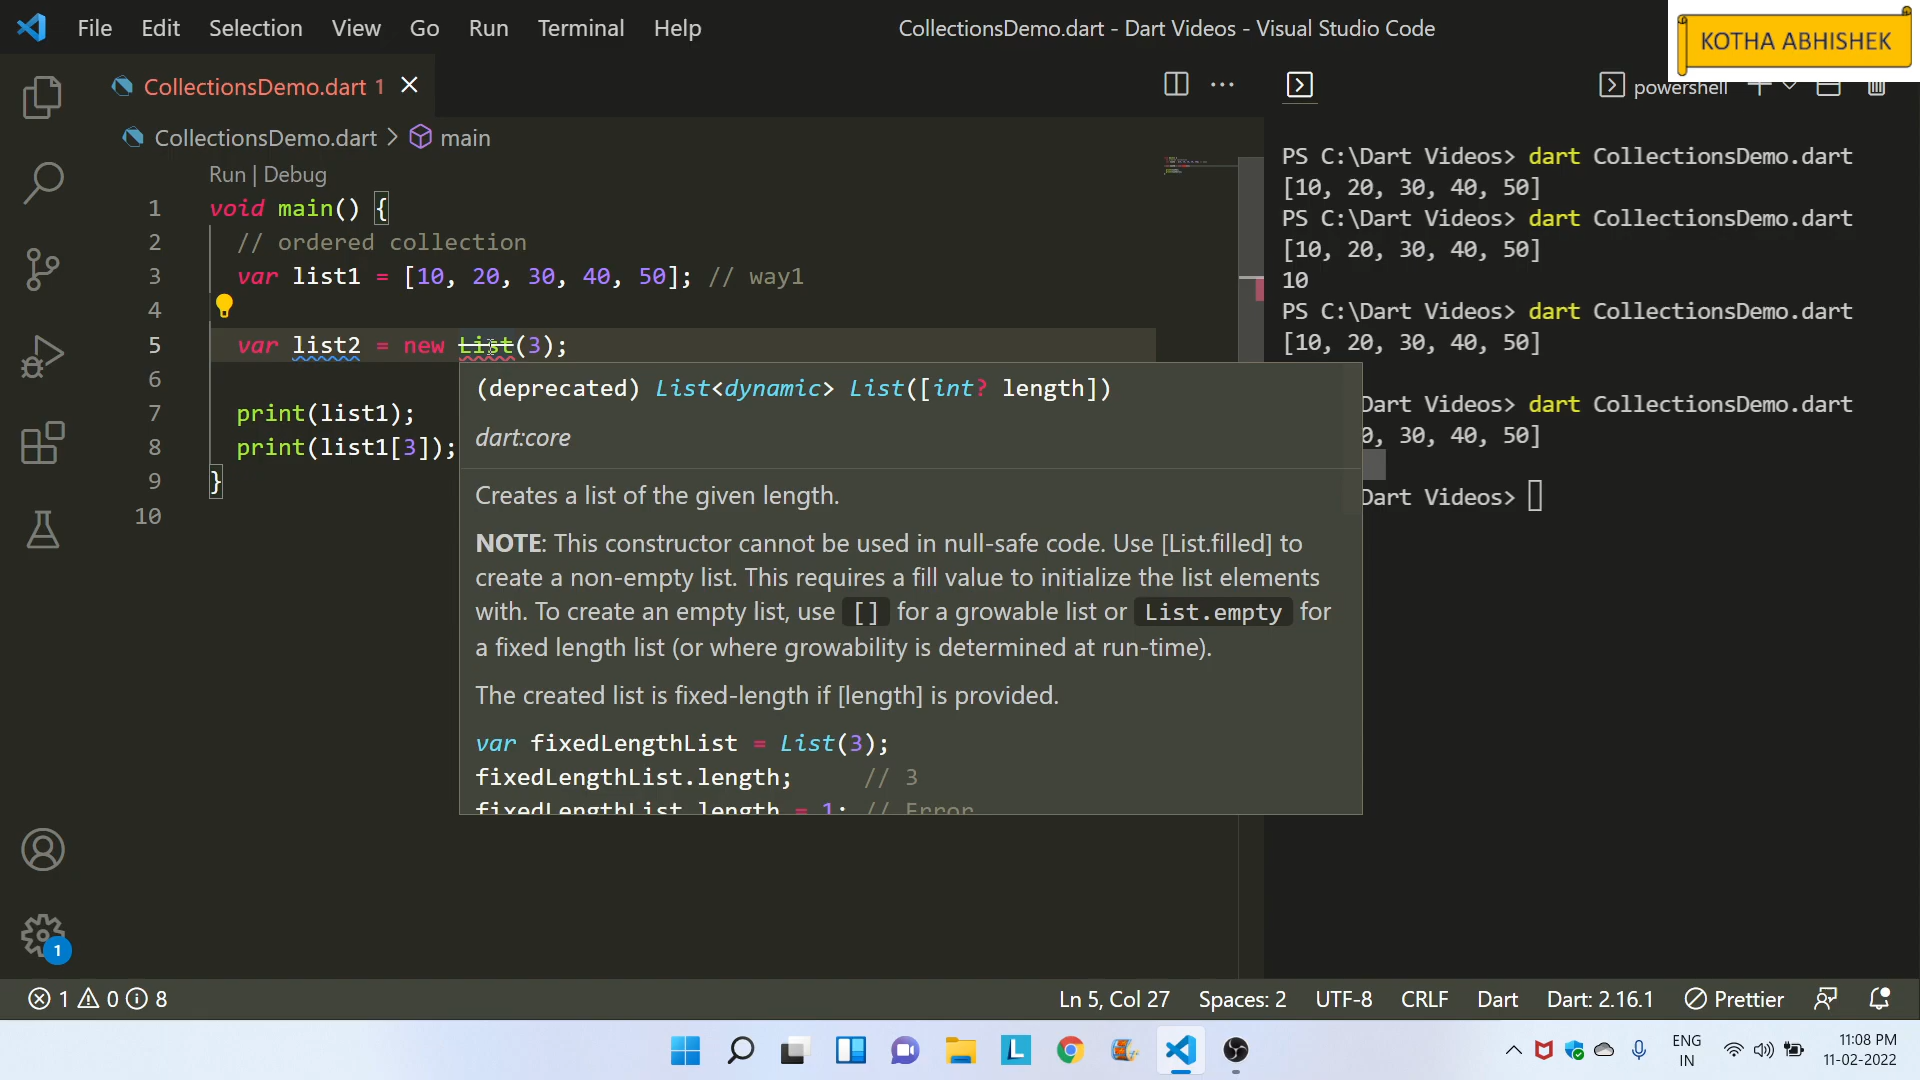 File Edit Selection View Go Run Terminal Help
CollectionsDemo.dart - Dart Videos - Visual Studio Code
KOTHA ABHISHEK
CollectionsDemo.dart 1
powershell
CollectionsDemo.dart > main
Run | Debug
1 void main() {
2 // ordered collection
3 var list1 = [10, 20, 30, 40, 50]; // way1
4
5 var list2 = new List(3);
6
7 print(list1);
8 print(list1[3]);
9 }
10
(deprecated) List<dynamic> List([int? length])
dart:core
Creates a list of the given length.
NOTE: This constructor cannot be used in null-safe code. Use [List.filled] to
create a non-empty list. This requires a fill value to initialize the list elements
with. To create an empty list, use [] for a growable list or List.empty for
a fixed length list (or where growability is determined at run-time).
The created list is fixed-length if [length] is provided.
var fixedLengthList = List(3);
fixedLengthList.length; // 3
fixedLengthList.length = 1; // Error
PS C:\Dart Videos> dart CollectionsDemo.dart
[10, 20, 30, 40, 50]
PS C:\Dart Videos> dart CollectionsDemo.dart
[10, 20, 30, 40, 50]
10
PS C:\Dart Videos> dart CollectionsDemo.dart
[10, 20, 30, 40, 50]
Dart Videos> dart CollectionsDemo.dart
0, 30, 40, 50]
Dart Videos>
1
1 0 8
Ln 5, Col 27 Spaces: 2 UTF-8 CRLF Dart Dart: 2.16.1 Prettier
L
ENG
IN
11:08 PM
11-02-2022